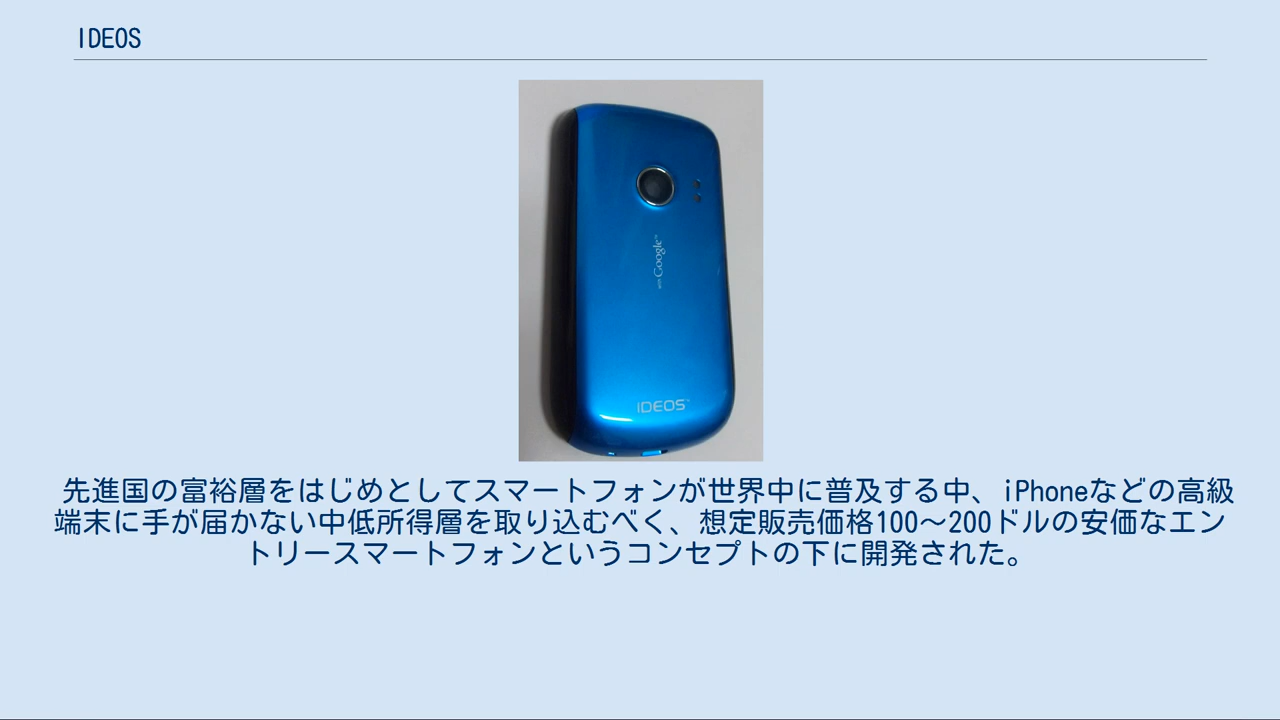 IDEOS
with Google™
IDEOS™
先進国の富裕層をはじめとしてスマートフォンが世界中に普及する中、iPhoneなどの高級
端末に手が届かない中低所得層を取り込むべく、想定販売価格100～200ドルの安価なエン
トリースマートフォンというコンセプトの下に開発された。